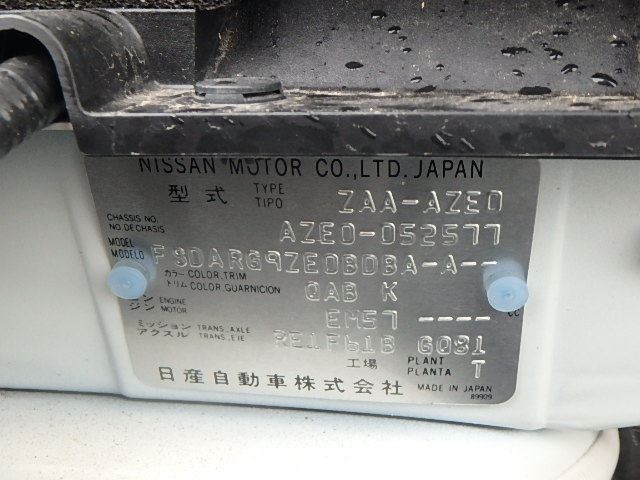 NISSAN MOTOR CO.,LTD. JAPAN
型式 TYPE TIPO ZAA-AZE0
CHASSIS NO. NO.DE CHASIS AZE0-052577
MODEL MODELO
カラー COLOR,TRIM
トリム COLOR,GUARNICION QAB K
ジン ENGINE MOTOR EM57 ---- cc
ミッション TRANS.,AXLE
アクスル TRANS.,EJE RE1F61B G081
工場 PLANT PLANTA T
日産自動車株式会社 MADE IN JAPAN
89909